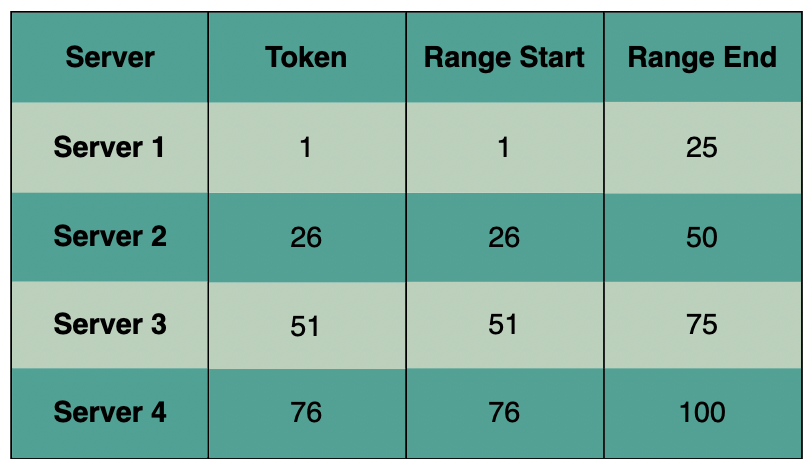 Server Token Range Start Range End
Server 1 1 1 25
Server 2 26 26 50
Server 3 51 51 75
Server 4 76 76 100